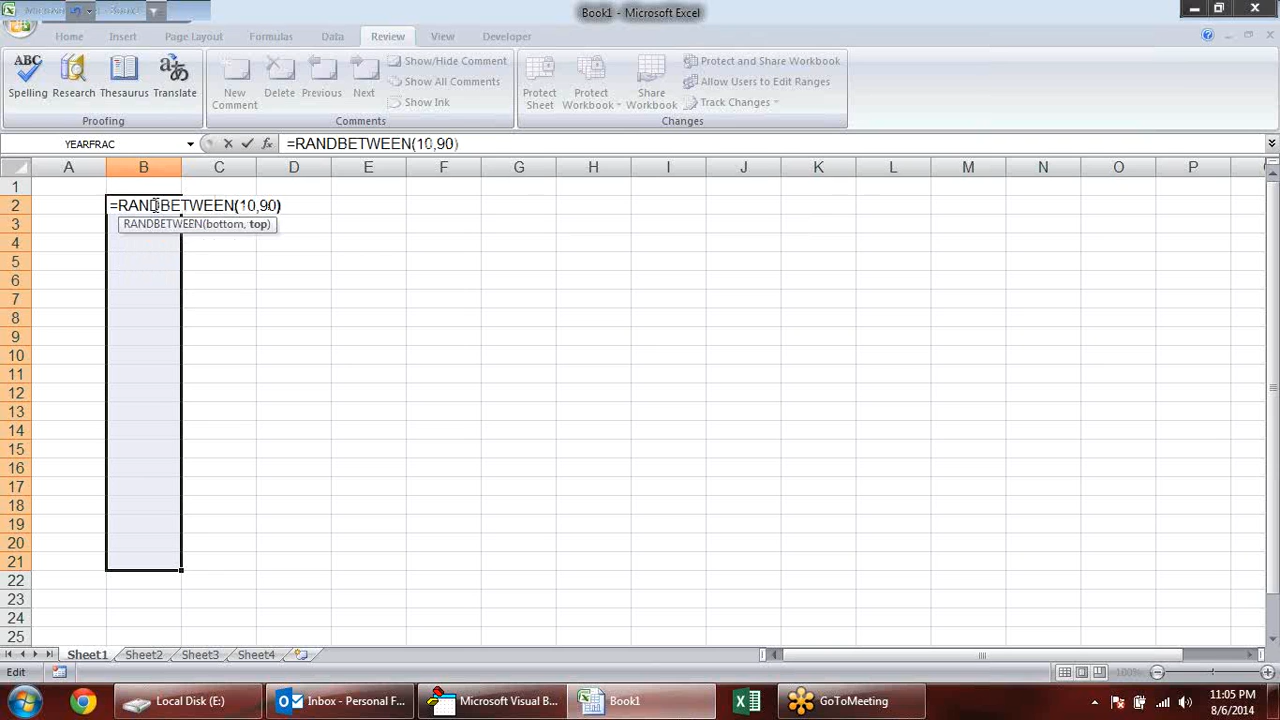 Book1 - Microsoft Excel
Home Insert Page Layout Formulas Data Review View Developer
ABC Show/Hide Comment Protect and Share Workbook
Show All Comments Allow Users to Edit Ranges
Spelling Research Thesaurus Translate New Comment Delete Previous Next Show Ink Protect Sheet Protect Workbook Share Workbook Track Changes
Proofing Comments Changes
YEARFRAC fx =RANDBETWEEN(10,90)
A B C D E F G H I J K L M N O P
1
2 =RANDBETWEEN(10,90)
3 RANDBETWEEN(bottom, top)
4
5
6
7
8
9
10
11
12
13
14
15
16
17
18
19
20
21
22
23
24
25
Sheet1 Sheet2 Sheet3 Sheet4
Edit 100%
Local Disk (E:) Inbox - Personal F... Microsoft Visual B... Book1 GoToMeeting 11:05 PM
8/6/2014